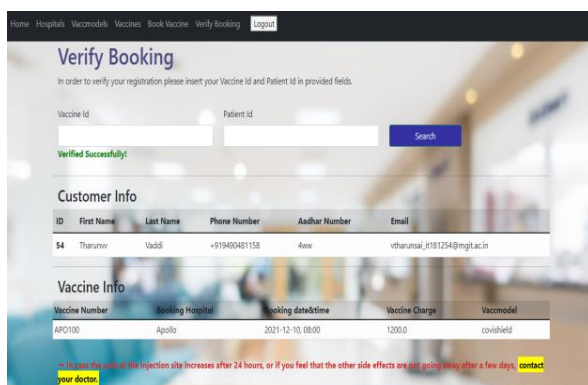 Home Hospitals Vaccmodels Vaccines Book Vaccine Verify Booking Logout
Verify Booking
In order to verify your registration please insert your Vaccine Id and Patient Id in provided fields.
Vaccine Id Patient Id
Search
Verified Successfully!
Customer Info
ID First Name Last Name Phone Number Aadhar Number Email
54 Tharunvv Vaddi +919490481158 4ww vtharunsai_it181254@mgit.ac.in
Vaccine Info
Vaccine Number Booking Hospital Booking date&time Vaccine Charge Vaccmodel
APO100 Apollo 2021-12-10, 08:00 1200.0 covishield
In case the pain at the injection site increases after 24 hours, or if you feel that the other side effects are not going away after a few days, contact
your doctor.